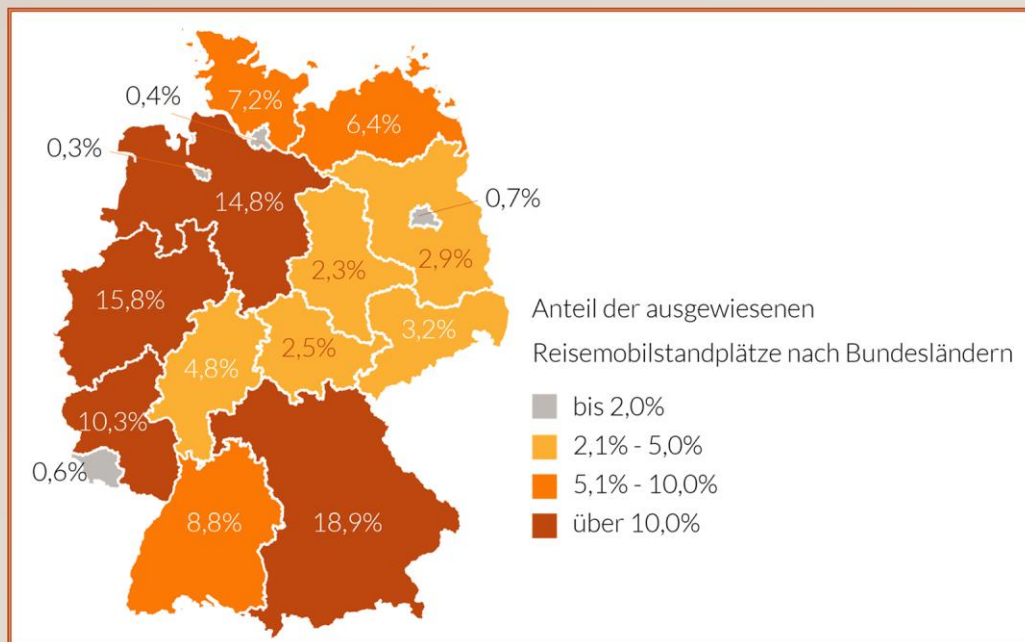 7,2%
0,4%
6,4%
0,3%
14,8%
0,7%
2,3%
2,9%
15,8%
3,2%
2,5%
4,8%
10,3%
0,6%
8,8%
18,9%
Anteil der ausgewiesenen
Reisemobilstandplätze nach Bundesländern
bis 2,0%
2,1% - 5,0%
5,1% - 10,0%
über 10,0%